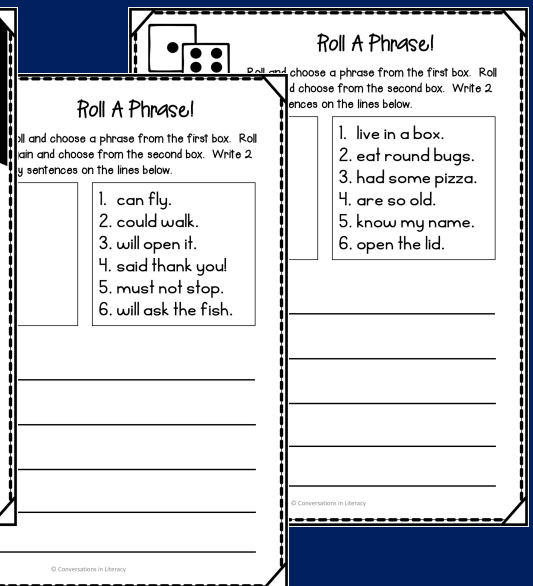 Roll A Phrase!
Roll and choose a phrase from the first box. Roll
d choose from the second box. Write 2
ences on the lines below.
1. live in a box.
2. eat round bugs.
3. had some pizza.
4. are so old.
5. know my name.
6. open the lid.
© Conversations in Literacy
Roll A Phrase!
oll and choose a phrase from the first box. Roll
ain and choose from the second box. Write 2
y sentences on the lines below.
1. can fly.
2. could walk.
3. will open it.
4. said thank you!
5. must not stop.
6. will ask the fish.
© Conversations in Literacy